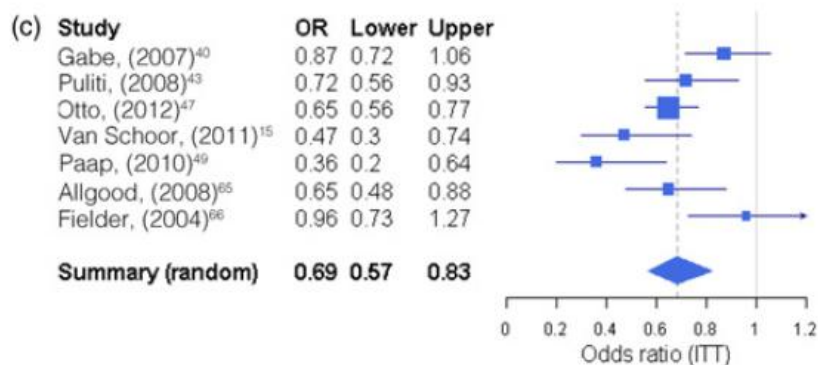 (c) Study OR Lower Upper
Gabe, (2007)⁴⁰ 0.87 0.72 1.06
Puliti, (2008)⁴³ 0.72 0.56 0.93
Otto, (2012)⁴⁷ 0.65 0.56 0.77
Van Schoor, (2011)¹⁵ 0.47 0.3 0.74
Paap, (2010)⁴⁹ 0.36 0.2 0.64
Allgood, (2008)⁶⁵ 0.65 0.48 0.88
Fielder, (2004)⁶⁶ 0.96 0.73 1.27
Summary (random) 0.69 0.57 0.83
0 0.2 0.4 0.6 0.8 1 1.2
Odds ratio (ITT)